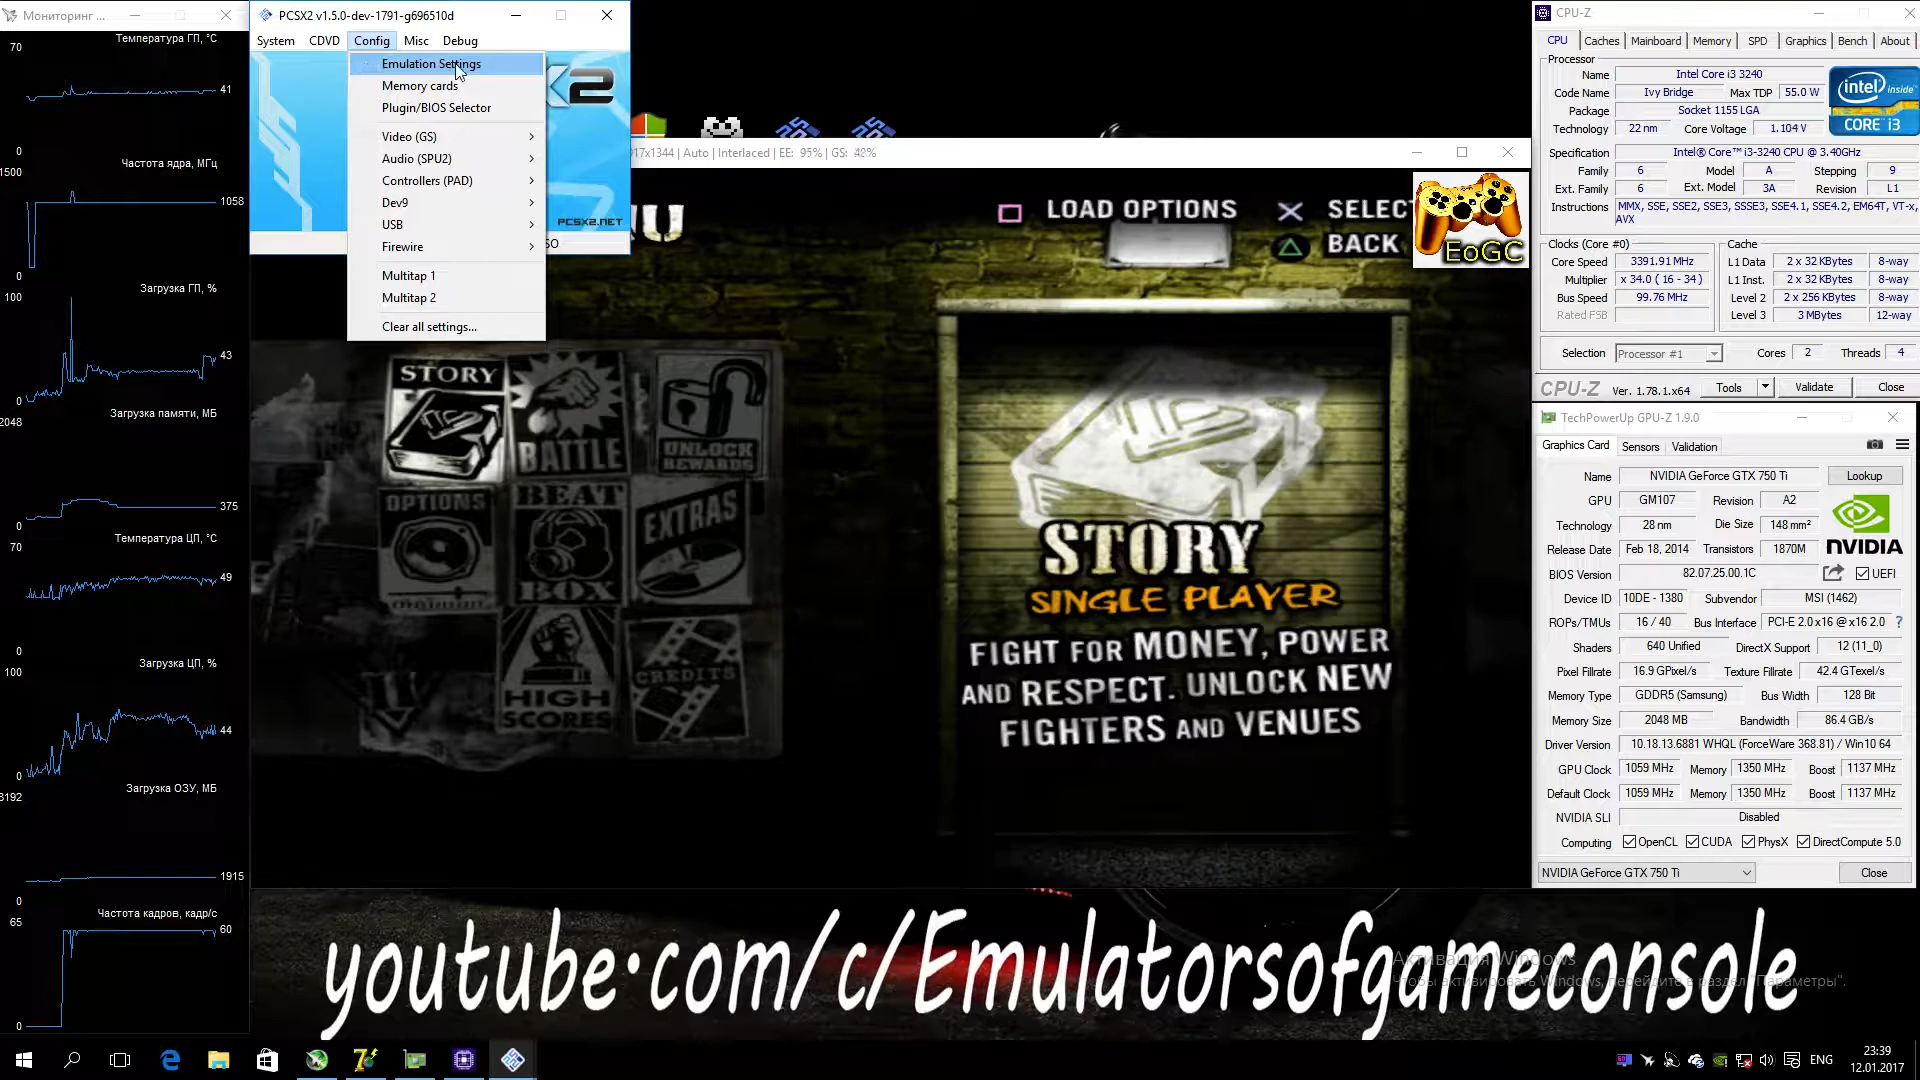 Мониторинг ...
Температура ГП, °C
70
41
0
Частота ядра, МГц
1500
1058
0
Загрузка ГП, %
100
43
0
Загрузка памяти, МБ
2048
375
0
Температура ЦП, °C
70
49
0
Загрузка ЦП, %
100
44
0
Загрузка ОЗУ, МБ
8192
1915
0
Частота кадров, кадр/с
65
60
0
PCSX2 v1.5.0-dev-1791-g696510d
System CDVD Config Misc Debug
Emulation Settings
Memory cards
Plugin/BIOS Selector
Video (GS)
Audio (SPU2)
Controllers (PAD)
Dev9
USB
Firewire
Multitap 1
Multitap 2
Clear all settings...
X2
PCSX2.NET
SO
17x1344 | Auto | Interlaced | EE: 95% | GS: 48%
NU
LOAD OPTIONS
SELECT
BACK
EoGC
STORY
BATTLE
UNLOCK
REWARDS
OPTIONS
BEAT
BOX
EXTRAS
HIGH
SCORES
CREDITS
STORY
SINGLE PLAYER
FIGHT FOR MONEY, POWER
AND RESPECT. UNLOCK NEW
FIGHTERS AND VENUES
CPU-Z
CPU Caches Mainboard Memory SPD Graphics Bench About
Processor
Name Intel Core i3 3240
Code Name Ivy Bridge Max TDP 55.0 W
Package Socket 1155 LGA
Technology 22 nm Core Voltage 1.104 V
intel inside™
CORE i3
Specification Intel® Core™ i3-3240 CPU @ 3.40GHz
Family 6 Model A Stepping 9
Ext. Family 6 Ext. Model 3A Revision L1
Instructions MMX, SSE, SSE2, SSE3, SSSE3, SSE4.1, SSE4.2, EM64T, VT-x,
AVX
Clocks (Core #0)
Core Speed 3391.91 MHz
Multiplier x 34.0 ( 16 - 34 )
Bus Speed 99.76 MHz
Rated FSB
Cache
L1 Data 2 x 32 KBytes 8-way
L1 Inst. 2 x 32 KBytes 8-way
Level 2 2 x 256 KBytes 8-way
Level 3 3 MBytes 12-way
Selection Processor #1 Cores 2 Threads 4
CPU-Z Ver. 1.78.1.x64 Tools Validate Close
TechPowerUp GPU-Z 1.9.0
Graphics Card Sensors Validation
Name NVIDIA GeForce GTX 750 Ti Lookup
GPU GM107 Revision A2
Technology 28 nm Die Size 148 mm²
Release Date Feb 18, 2014 Transistors 1870M
NVIDIA
BIOS Version 82.07.25.00.1C UEFI
Device ID 10DE - 1380 Subvendor MSI (1462)
ROPs/TMUs 16 / 40 Bus Interface PCI-E 2.0 x16 @ x16 2.0 ?
Shaders 640 Unified DirectX Support 12 (11_0)
Pixel Fillrate 16.9 GPixel/s Texture Fillrate 42.4 GTexel/s
Memory Type GDDR5 (Samsung) Bus Width 128 Bit
Memory Size 2048 MB Bandwidth 86.4 GB/s
Driver Version 10.18.13.6881 WHQL (ForceWare 368.81) / Win10 64
GPU Clock 1059 MHz Memory 1350 MHz Boost 1137 MHz
Default Clock 1059 MHz Memory 1350 MHz Boost 1137 MHz
NVIDIA SLI Disabled
Computing OpenCL CUDA PhysX DirectCompute 5.0
NVIDIA GeForce GTX 750 Ti Close
youtube.com/c/Emulatorsofgameconsole
Активация Windows
Чтобы активировать Windows, перейдите в раздел "Параметры".
ENG
23:39
12.01.2017